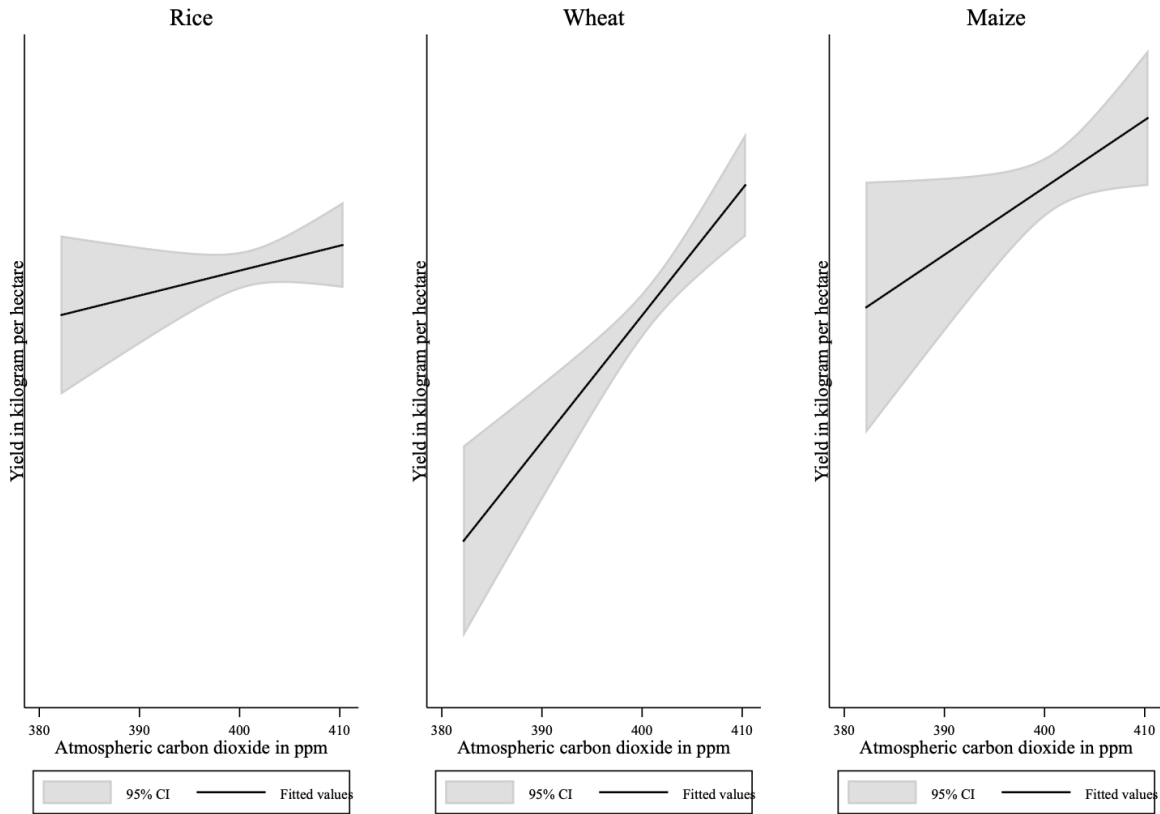 Rice
Yield in kilogram per hectare
380 390 400 410
Atmospheric carbon dioxide in ppm
95% CI Fitted values
Wheat
Yield in kilogram per hectare
380 390 400 410
Atmospheric carbon dioxide in ppm
95% CI Fitted values
Maize
Yield in kilogram per hectare
380 390 400 410
Atmospheric carbon dioxide in ppm
95% CI Fitted values